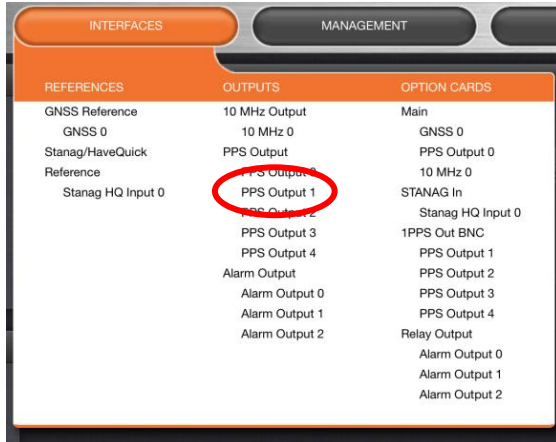 INTERFACES
MANAGEMENT
REFERENCES
GNSS Reference
GNSS 0
Stanag/HaveQuick
Reference
Stanag HQ Input 0
OUTPUTS
10 MHz Output
10 MHz 0
PPS Output
PPS Output 0
PPS Output 1
PPS Output 2
PPS Output 3
PPS Output 4
Alarm Output
Alarm Output 0
Alarm Output 1
Alarm Output 2
OPTION CARDS
Main
GNSS 0
PPS Output 0
10 MHz 0
STANAG In
Stanag HQ Input 0
1PPS Out BNC
PPS Output 1
PPS Output 2
PPS Output 3
PPS Output 4
Relay Output
Alarm Output 0
Alarm Output 1
Alarm Output 2